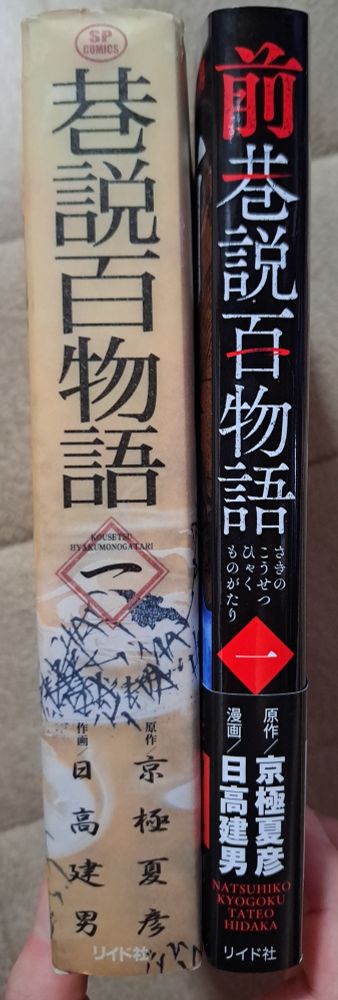 SP
COMICS
巷説百物語
KOUSETSU
HYAKUMONOGATARI
一
原作/京極夏彦
作画/日高建男
リイド社
前巷説百物語
さきの
こうせつ
ひゃく
ものがたり
一
原作/京極夏彦
漫画/日高建男
NATSUHIKO
KYOGOKU
TATEO
HIDAKA
リイド社